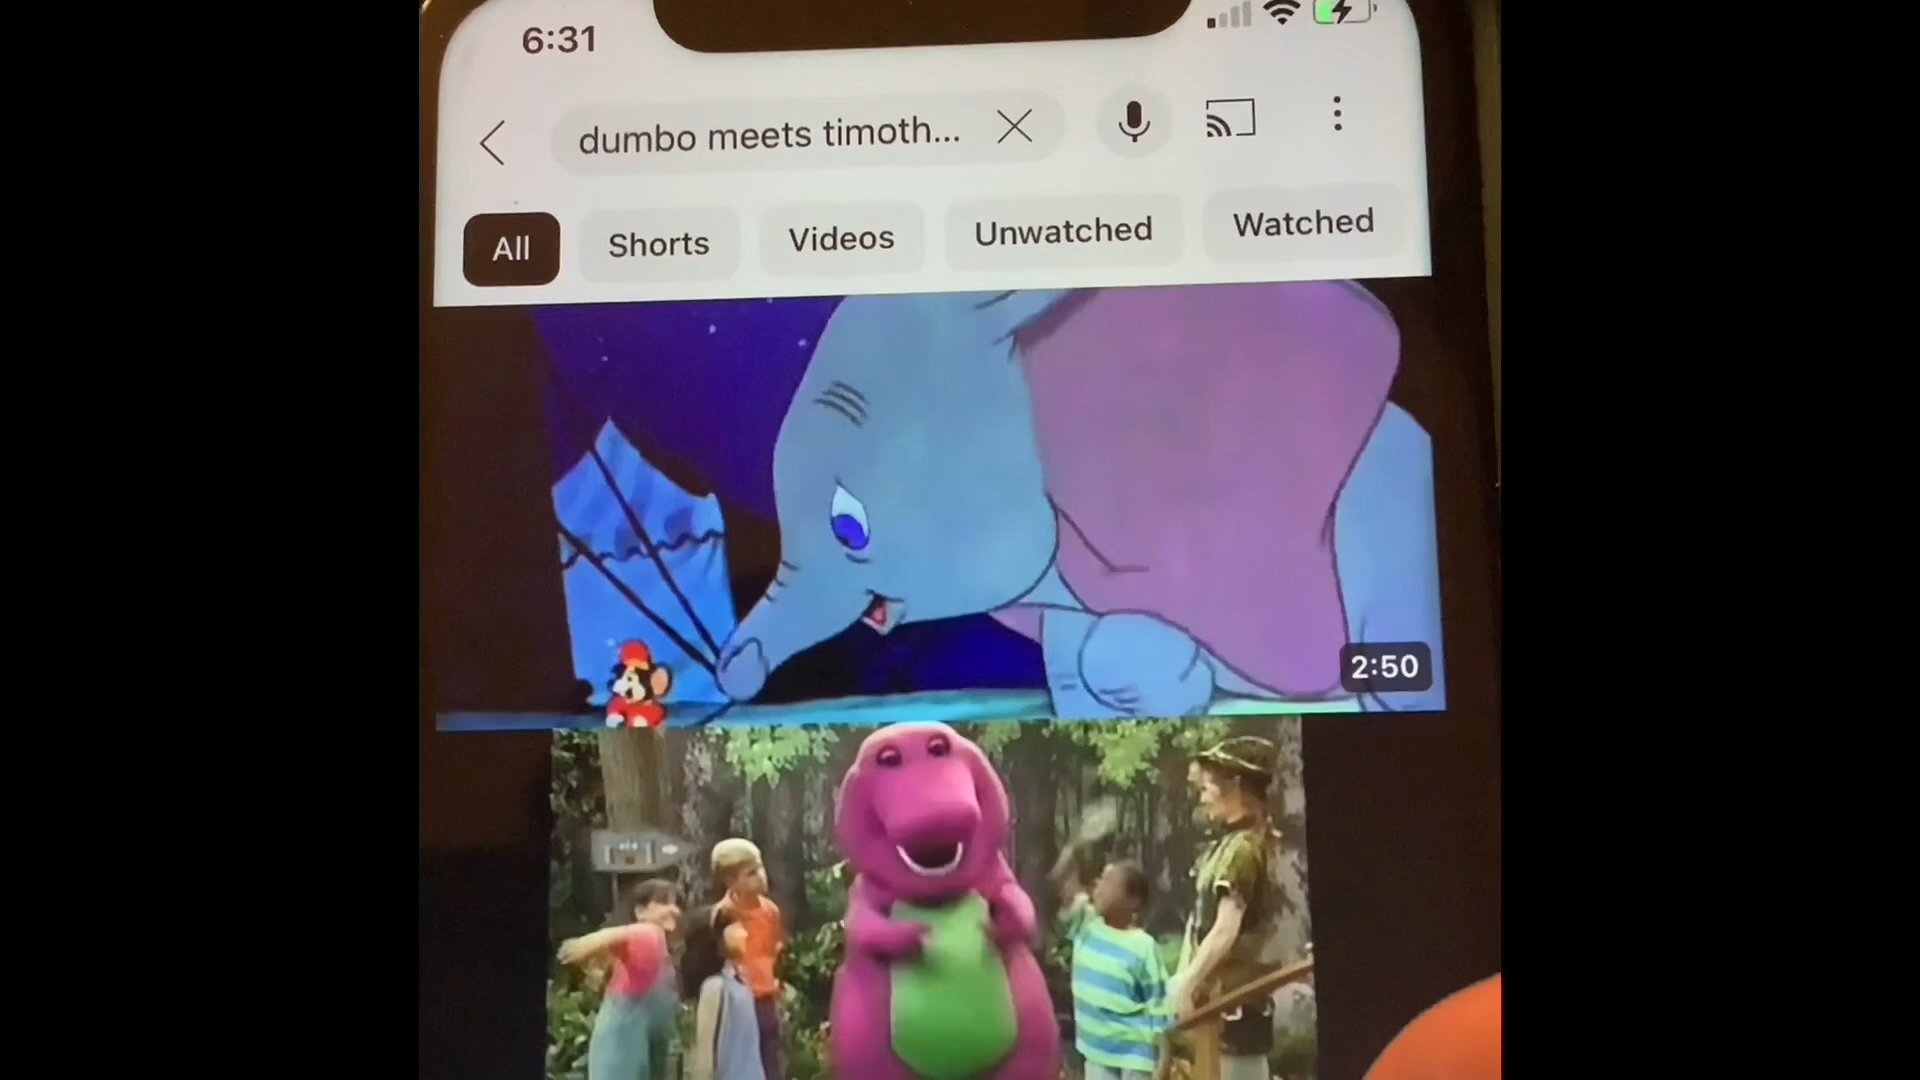 6:31
dumbo meets timoth...
All
Shorts
Videos
Unwatched
Watched
2:50